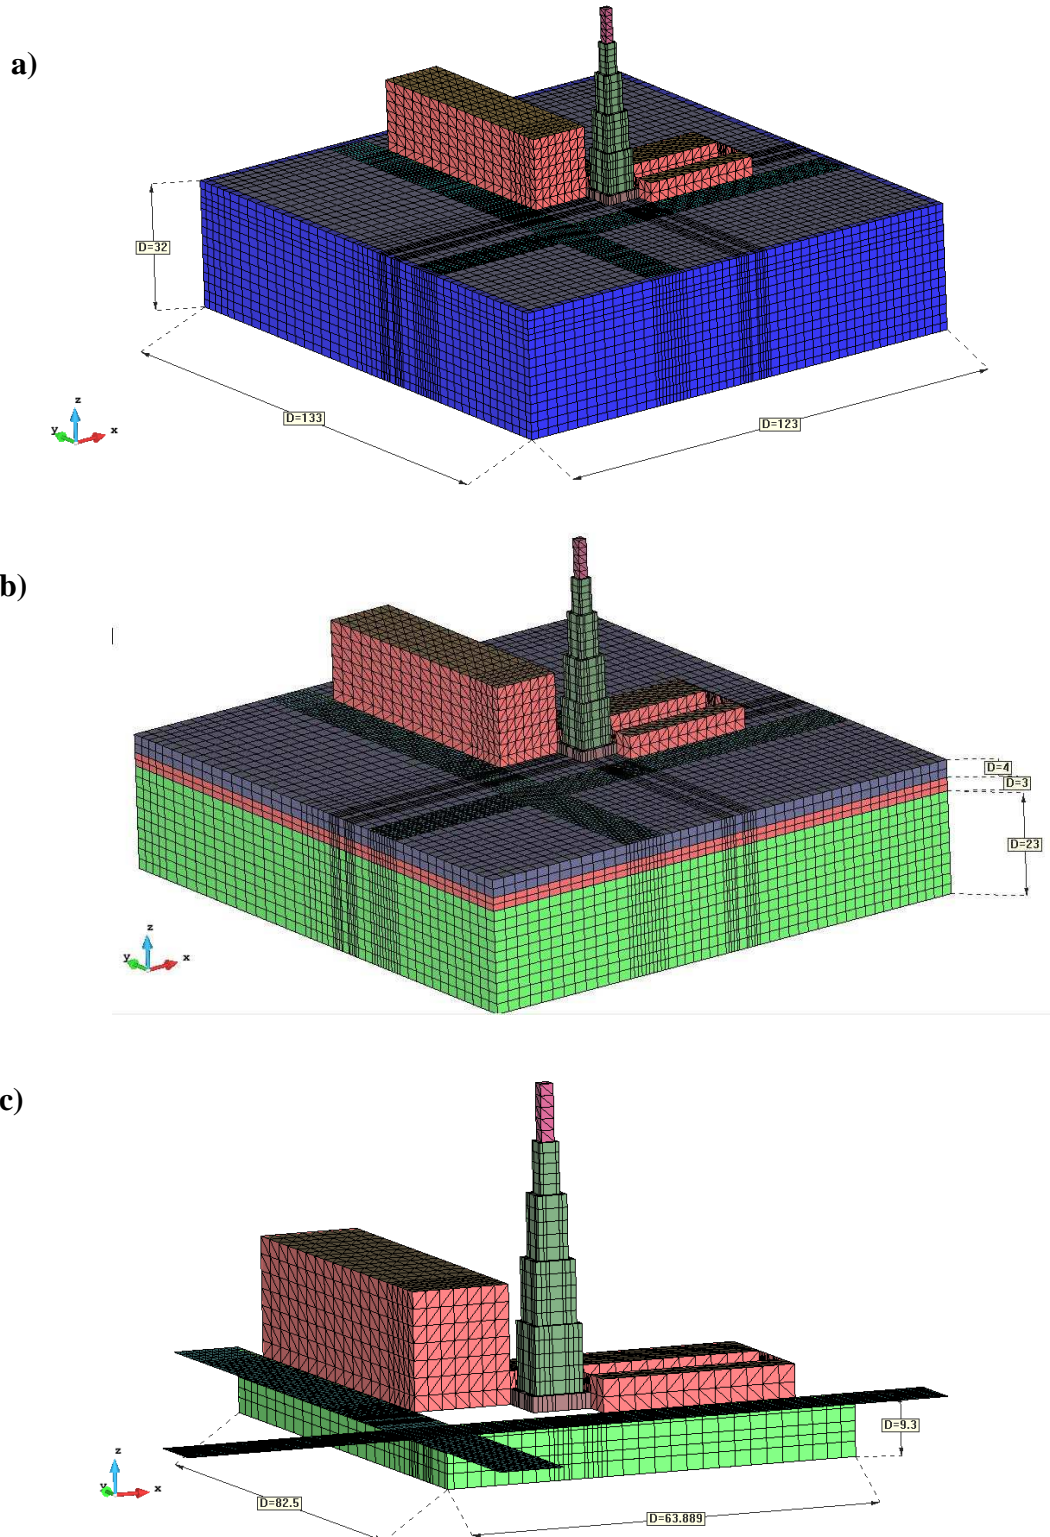 a)
D=32
D=133
D=123
z
y
x
b)
D=4
D=3
D=23
z
y
x
c)
D=9.3
z
y
x
D=82.5
D=63.889